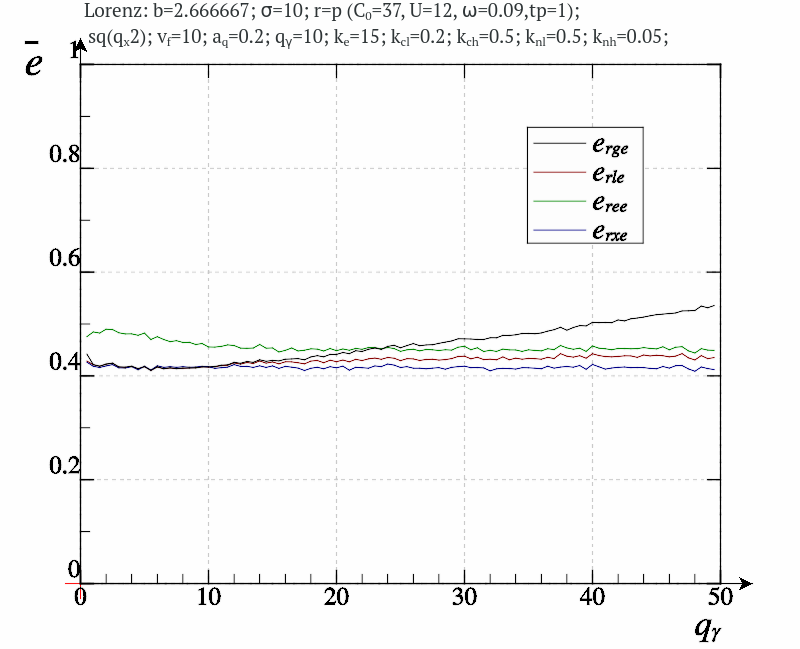 Lorenz: b=2.666667; σ=10; r=p (C₀=37, U=12, ω=0.09,tp=1);
sq(qₓ2); v_f=10; a_q=0.2; q_γ=10; k_e=15; k_cl=0.2; k_ch=0.5; k_nl=0.5; k_nh=0.05;
e̅
1
0.8
0.6
0.4
0.2
0
e_rge
e_rle
e_ree
e_rxe
0 10 20 30 40 50
q_γ